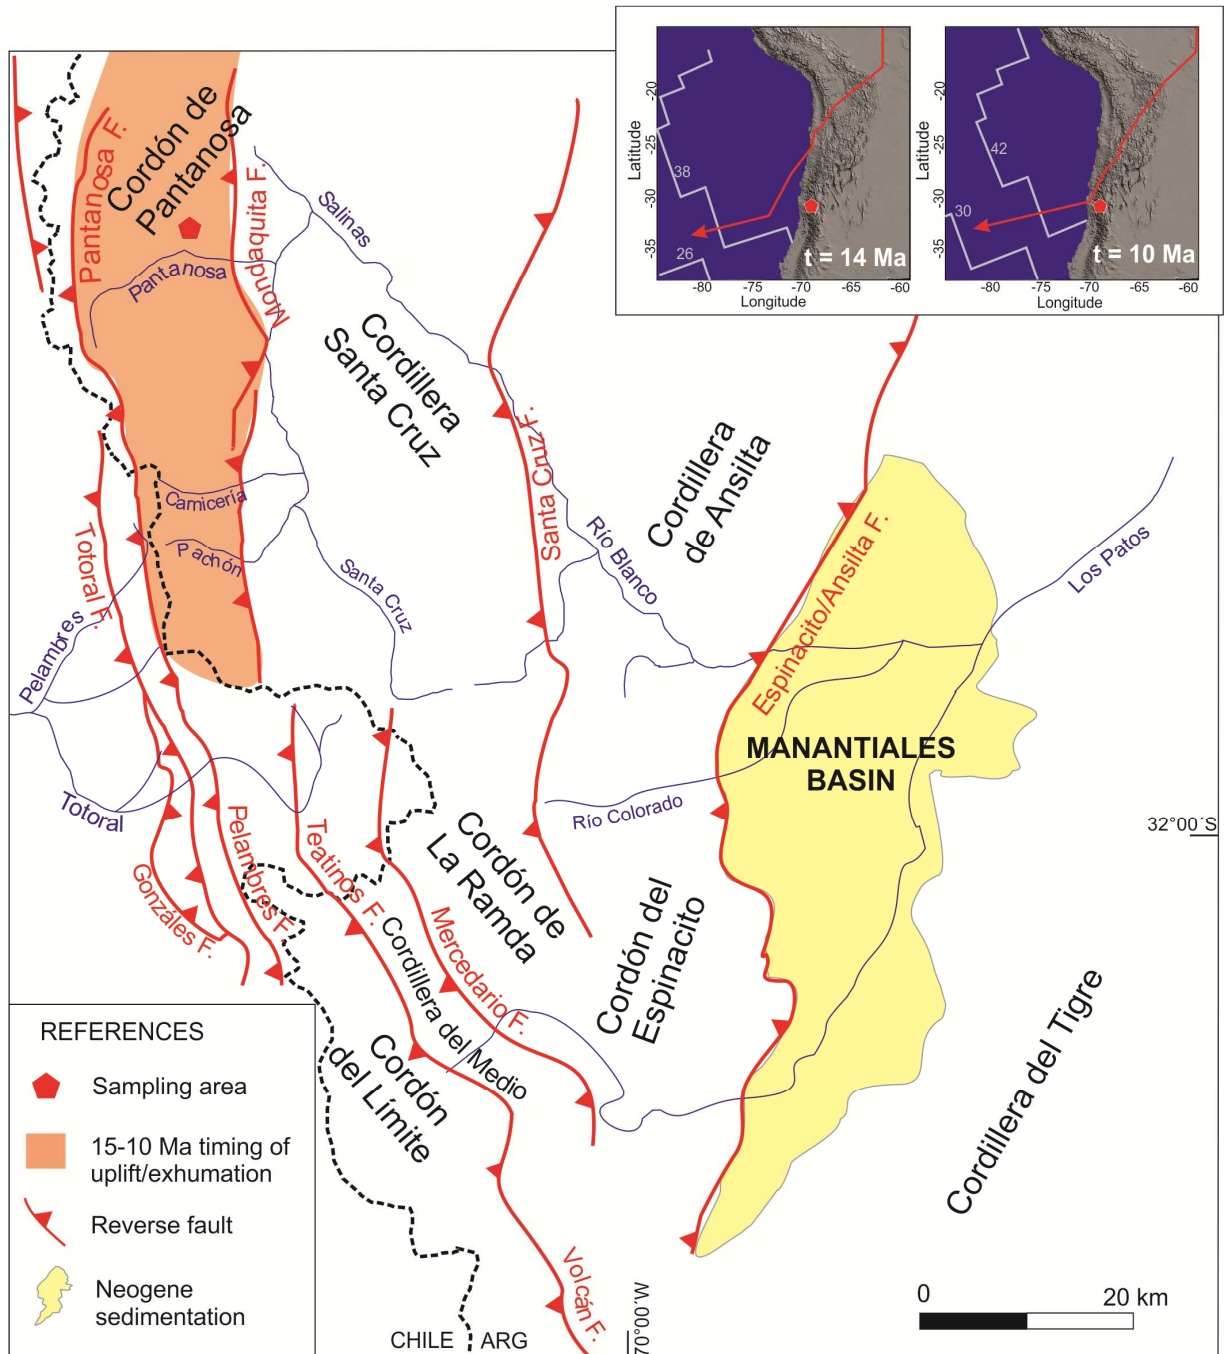 -20
-25
-30
-35
Latitude
38
26
t = 14 Ma
-80
-75
-70
-65
-60
Longitude
-20
-25
-30
-35
Latitude
42
30
t = 10 Ma
-80
-75
-70
-65
-60
Longitude
Pantanosa F.
Cordón de
Pantanosa
Mondaquita F.
Salinas
Pantanosa
Cordillera
Santa Cruz
Santa Cruz F.
Cordillera
de Ansilta
Carnicería
Pachón
Totoral F.
Pelambres
Santa Cruz
Río Blanco
Espinacito/Ansilta F.
Los Patos
MANANTIALES
BASIN
Totoral
Río Colorado
32°00´S
Gonzáles F.
Pelambres F.
Teatinos F.
Cordón de
La Ramda
Mercedario F.
Cordillera del Medio
Cordón del
Espinacito
Cordón
del Límite
Cordillera del Tigre
Volcán F.
REFERENCES
Sampling area
15-10 Ma timing of
uplift/exhumation
Reverse fault
Neogene
sedimentation
CHILE
ARG
70°00´W.
0
20 km